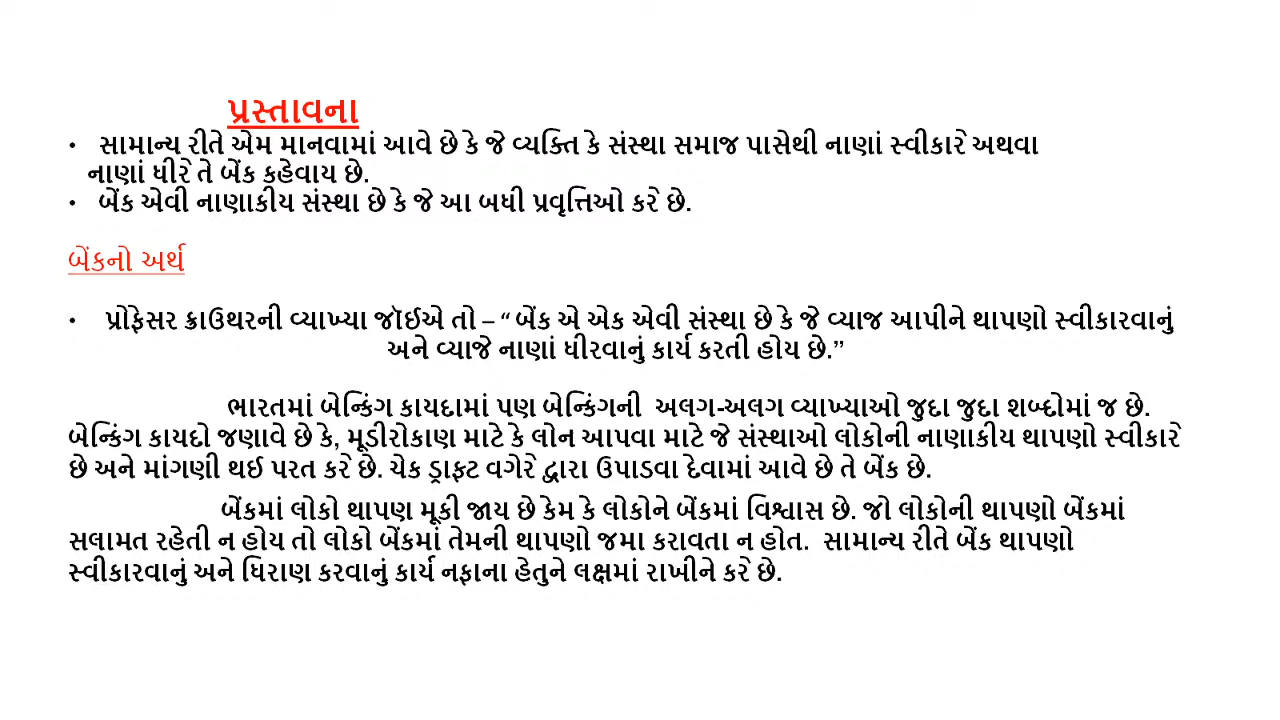 પ્રસ્તાવના
• સામાન્ય રીતે એમ માનવામાં આવે છે કે જે વ્યક્તિ કે સંસ્થા સમાજ પાસેથી નાણાં સ્વીકારે અથવા
નાણાં ધીરે તે બેંક કહેવાય છે.
• બેંક એવી નાણાકીય સંસ્થા છે કે જે આ બધી પ્રવૃત્તિઓ કરે છે.
બેંકનો અર્થ
• પ્રોફેસર ક્રાઉથરની વ્યાખ્યા જૉઈએ તો – “ બેંક એ એક એવી સંસ્થા છે કે જે વ્યાજ આપીને થાપણો સ્વીકારવાનું
અને વ્યાજે નાણાં ધીરવાનું કાર્ય કરતી હોય છે.”
ભારતમાં બેન્કિંગ કાયદામાં પણ બેન્કિંગની અલગ-અલગ વ્યાખ્યાઓ જુદા જુદા શબ્દોમાં જ છે.
બેન્કિંગ કાયદો જણાવે છે કે, મૂડીરોકાણ માટે કે લોન આપવા માટે જે સંસ્થાઓ લોકોની નાણાકીય થાપણો સ્વીકારે
છે અને માંગણી થઈ પરત કરે છે. ચેક ડ્રાફ્ટ વગેરે દ્વારા ઉપાડવા દેવામાં આવે છે તે બેંક છે.
બેંકમાં લોકો થાપણ મૂકી જાય છે કેમ કે લોકોને બેંકમાં વિશ્વાસ છે. જો લોકોની થાપણો બેંકમાં
સલામત રહેતી ન હોય તો લોકો બેંકમાં તેમની થાપણો જમા કરાવતા ન હોત. સામાન્ય રીતે બેંક થાપણો
સ્વીકારવાનું અને ધિરાણ કરવાનું કાર્ય નફાના હેતુને લક્ષમાં રાખીને કરે છે.